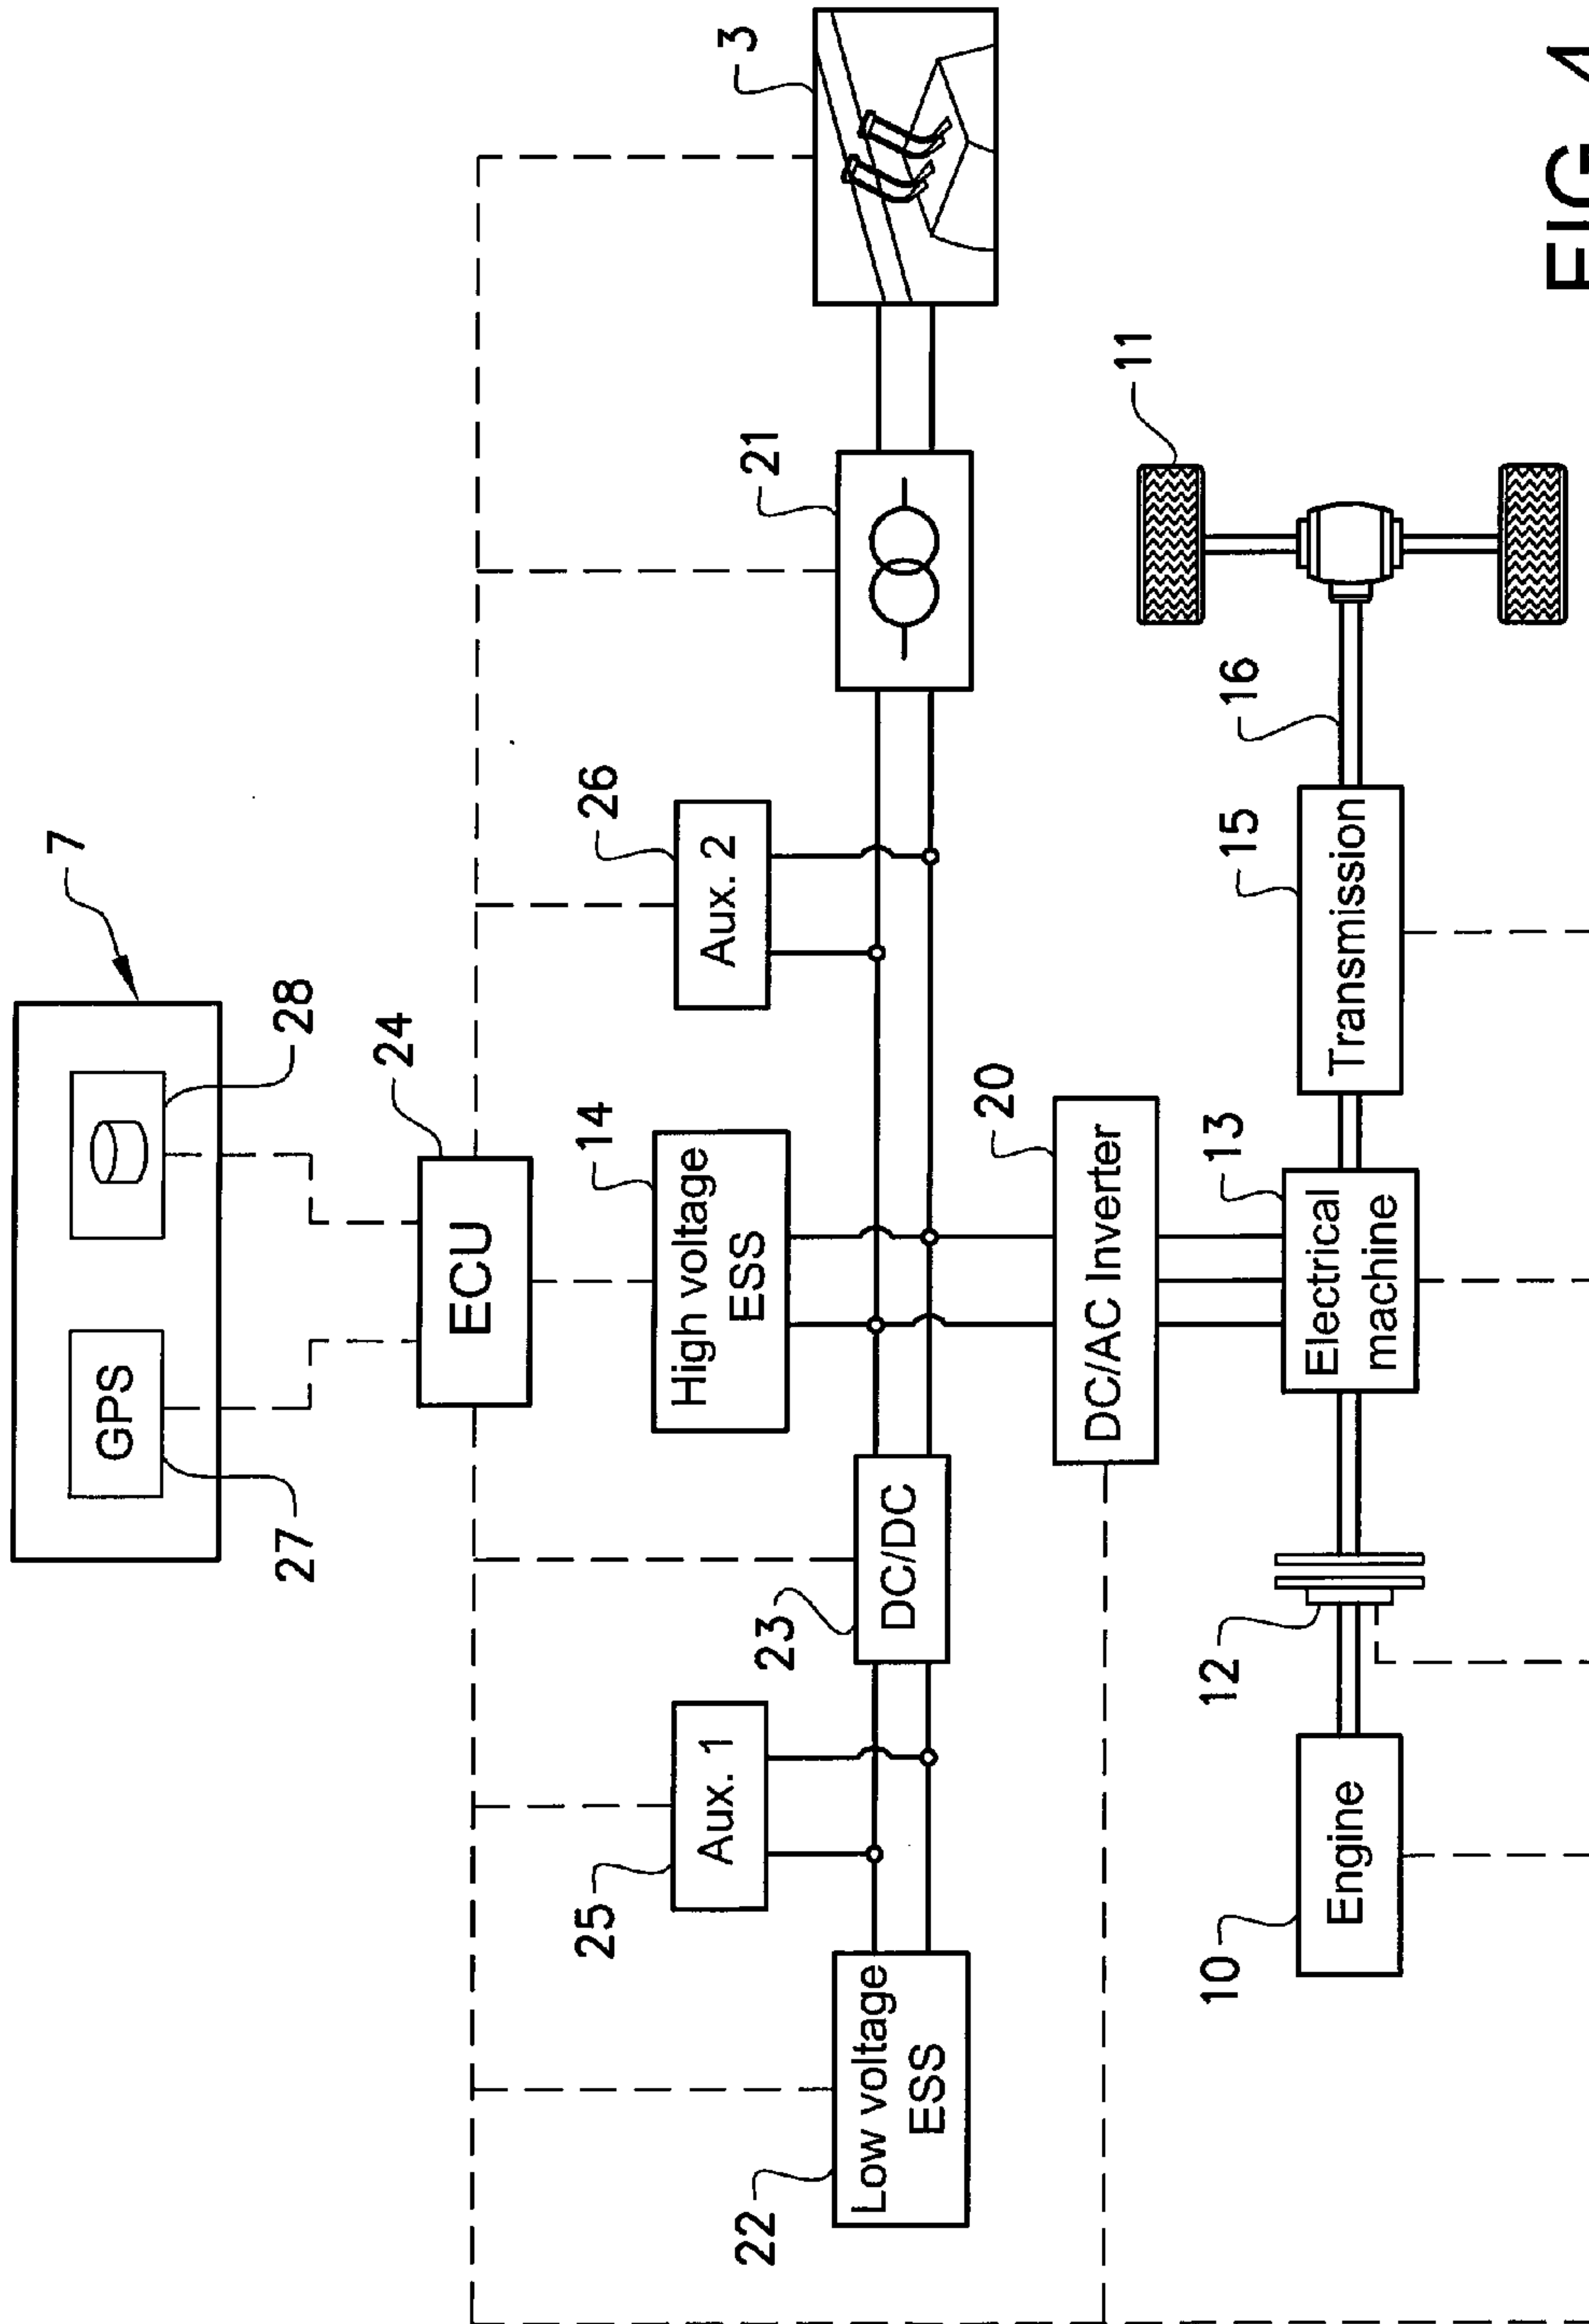 7
GPS
27
28
24
ECU
3
14
High voltage
ESS
26
Aux. 2
21
25
Aux. 1
23
DC/DC
22
Low voltage
ESS
20
DC/AC Inverter
11
10
Engine
12
13
Electrical
machine
15
Transmission
16
FIG. 4